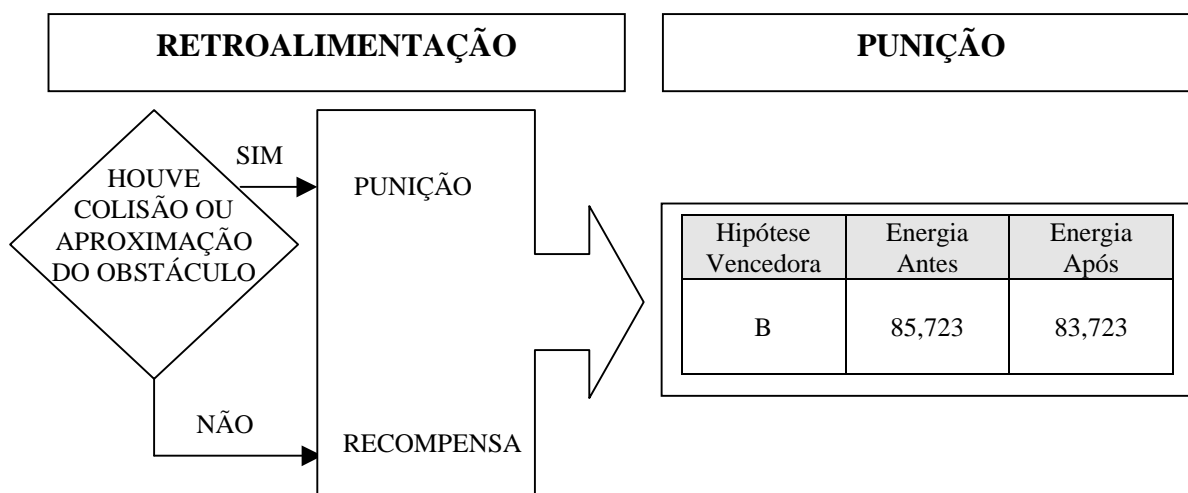 RETROALIMENTAÇÃO
PUNIÇÃO
HOUVE
COLISÃO OU
APROXIMAÇÃO
DO OBSTÁCULO
SIM
PUNIÇÃO
NÃO
RECOMPENSA
Hipótese Energia Energia
Vencedora Antes Após
B 85,723 83,723